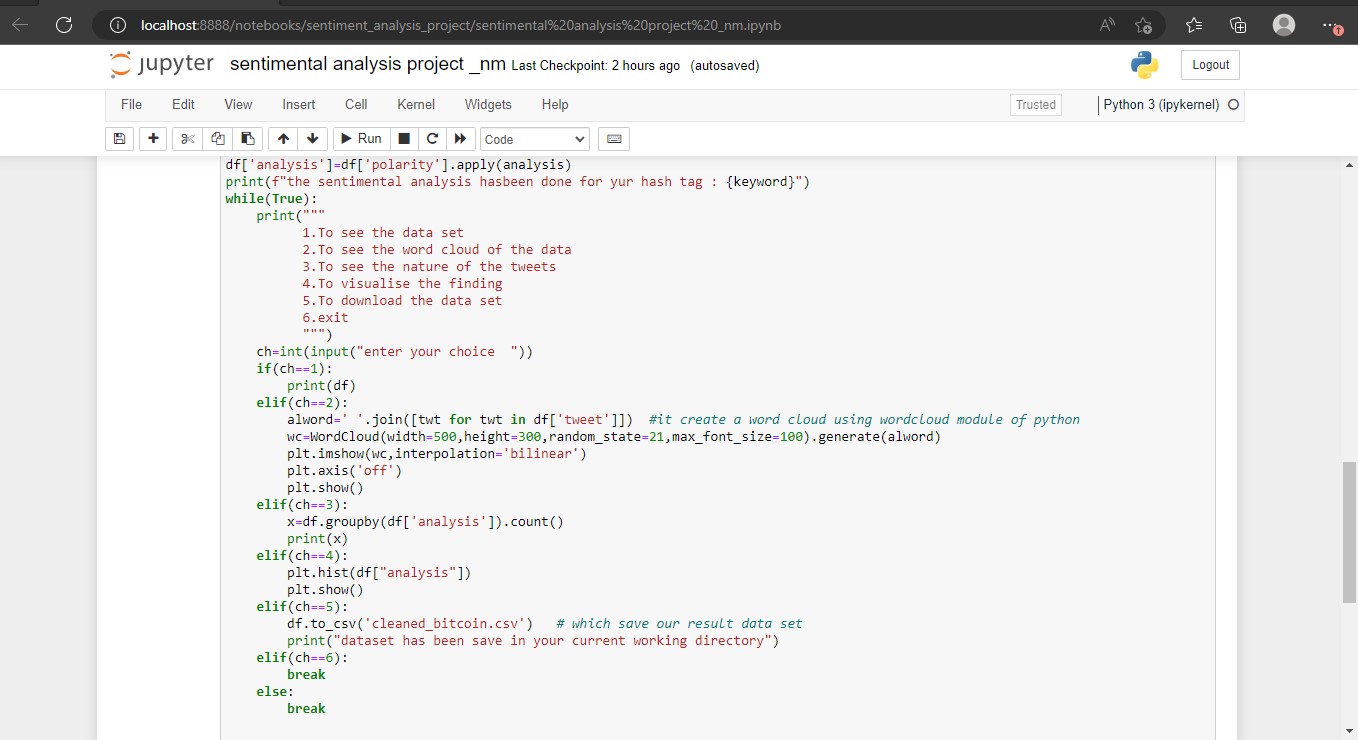 localhost:8888/notebooks/sentiment_analysis_project/sentimental%20analysis%20project%20_nm.ipynb
jupyter sentimental analysis project _nm Last Checkpoint: 2 hours ago (autosaved)
Logout
File Edit View Insert Cell Kernel Widgets Help
Trusted
Python 3 (ipykernel)
Run
Code
df['analysis']=df['polarity'].apply(analysis)
print(f"the sentimental analysis hasbeen done for yur hash tag : {keyword}")
while(True):
    print("""
          1.To see the data set
          2.To see the word cloud of the data
          3.To see the nature of the tweets
          4.To visualise the finding
          5.To download the data set
          6.exit
          """)
    ch=int(input("enter your choice  "))
    if(ch==1):
        print(df)
    elif(ch==2):
        alword=' '.join([twt for twt in df['tweet']])  #it create a word cloud using wordcloud module of python
        wc=WordCloud(width=500,height=300,random_state=21,max_font_size=100).generate(alword)
        plt.imshow(wc,interpolation='bilinear')
        plt.axis('off')
        plt.show()
    elif(ch==3):
        x=df.groupby(df['analysis']).count()
        print(x)
    elif(ch==4):
        plt.hist(df["analysis"])
        plt.show()
    elif(ch==5):
        df.to_csv('cleaned_bitcoin.csv')   # which save our result data set
        print("dataset has been save in your current working directory")
    elif(ch==6):
        break
    else:
        break